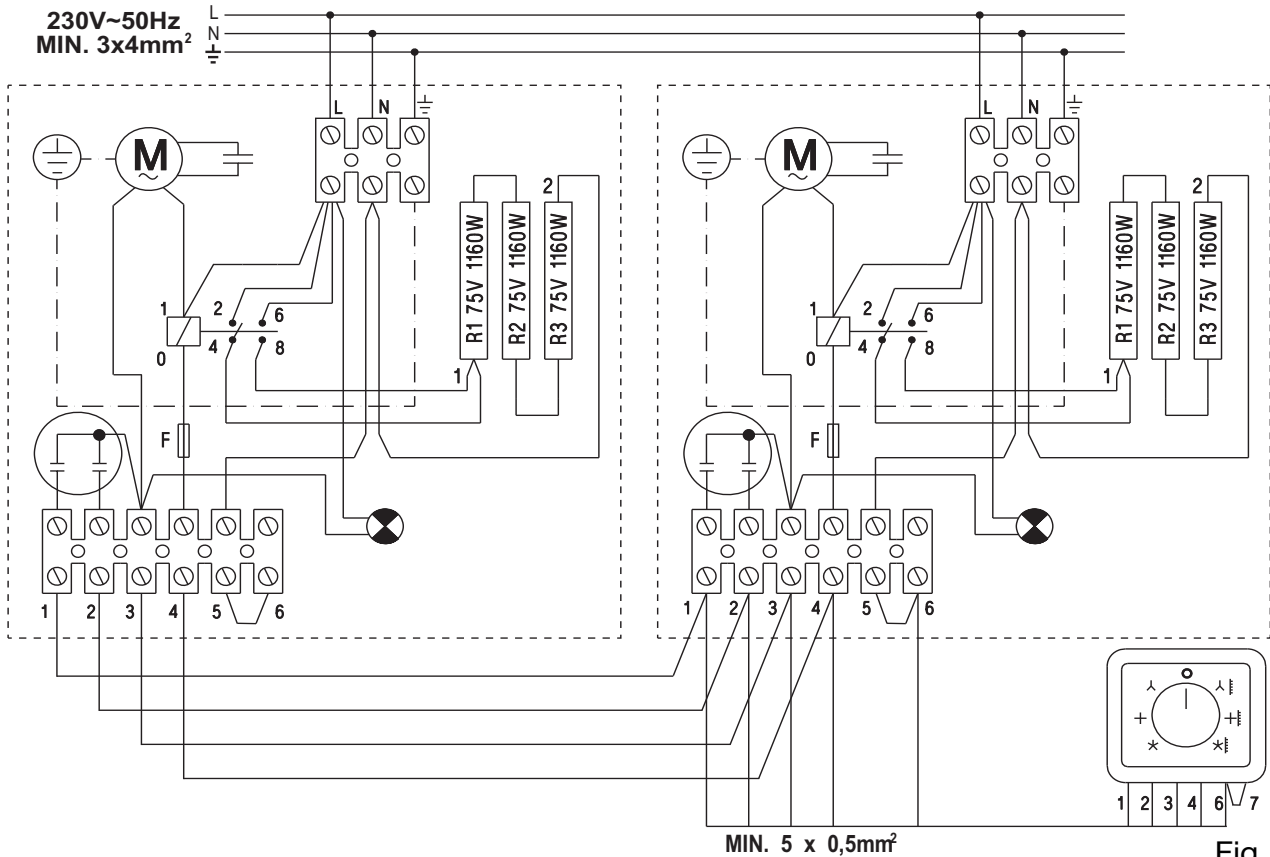 230V~50Hz
MIN. 3x4mm²
L
N
L N
M
1
0
2
4
6
8
R1 75V 1160W
R2 75V 1160W
R3 75V 1160W
2
1
F
1 2 3 4 5 6
L N
M
1
0
2
4
6
8
R1 75V 1160W
R2 75V 1160W
R3 75V 1160W
2
1
F
1 2 3 4 5 6
1 2 3 4 6 7
MIN. 5 x 0,5mm²
Fig